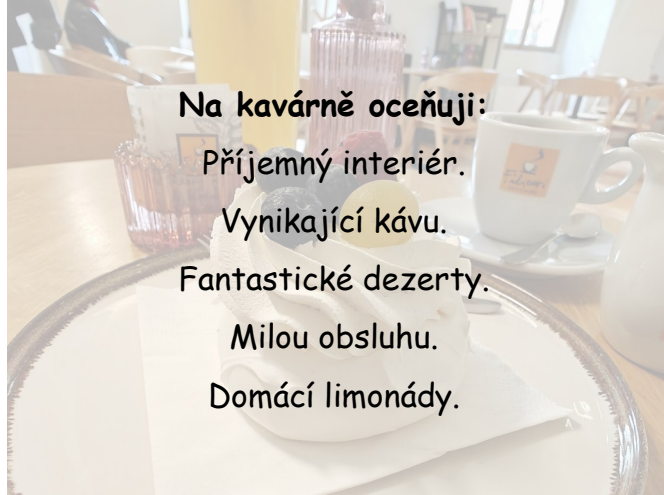 Na kavárně oceňuji:
Příjemný interiér.
Vynikající kávu.
Fantastické dezerty.
Milou obsluhu.
Domácí limonády.